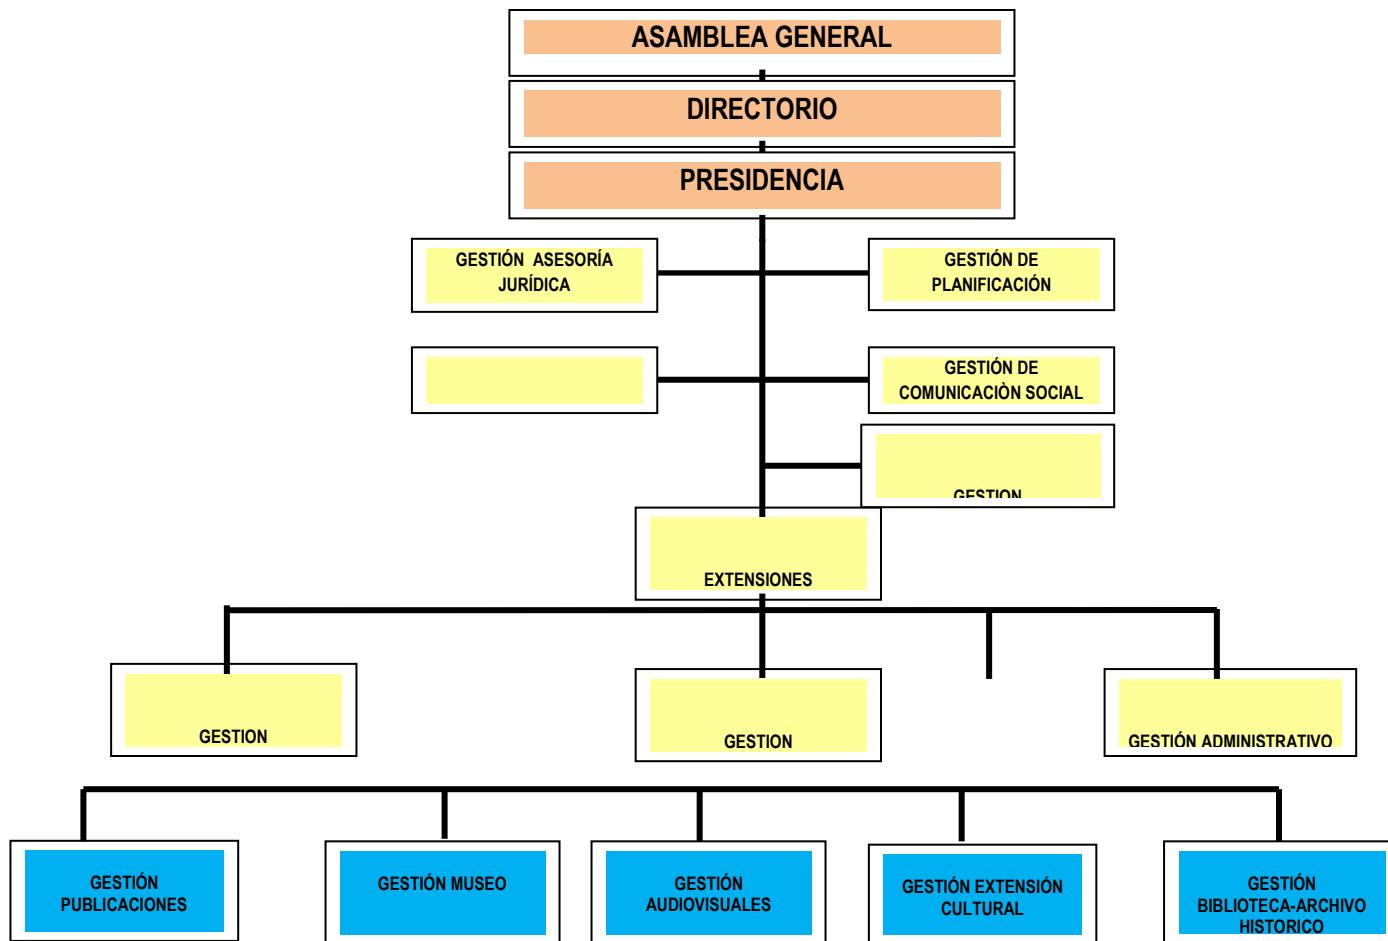 ASAMBLEA GENERAL
DIRECTORIO
PRESIDENCIA
GESTIÓN ASESORÍA
JURÍDICA
GESTIÓN DE
PLANIFICACIÓN
GESTIÓN DE
COMUNICACIÒN SOCIAL
GESTION
EXTENSIONES
GESTION
GESTION
GESTIÓN ADMINISTRATIVO
GESTIÓN
PUBLICACIONES
GESTIÓN MUSEO
GESTIÓN
AUDIOVISUALES
GESTIÓN EXTENSIÓN
CULTURAL
GESTIÓN
BIBLIOTECA-ARCHIVO
HISTORICO